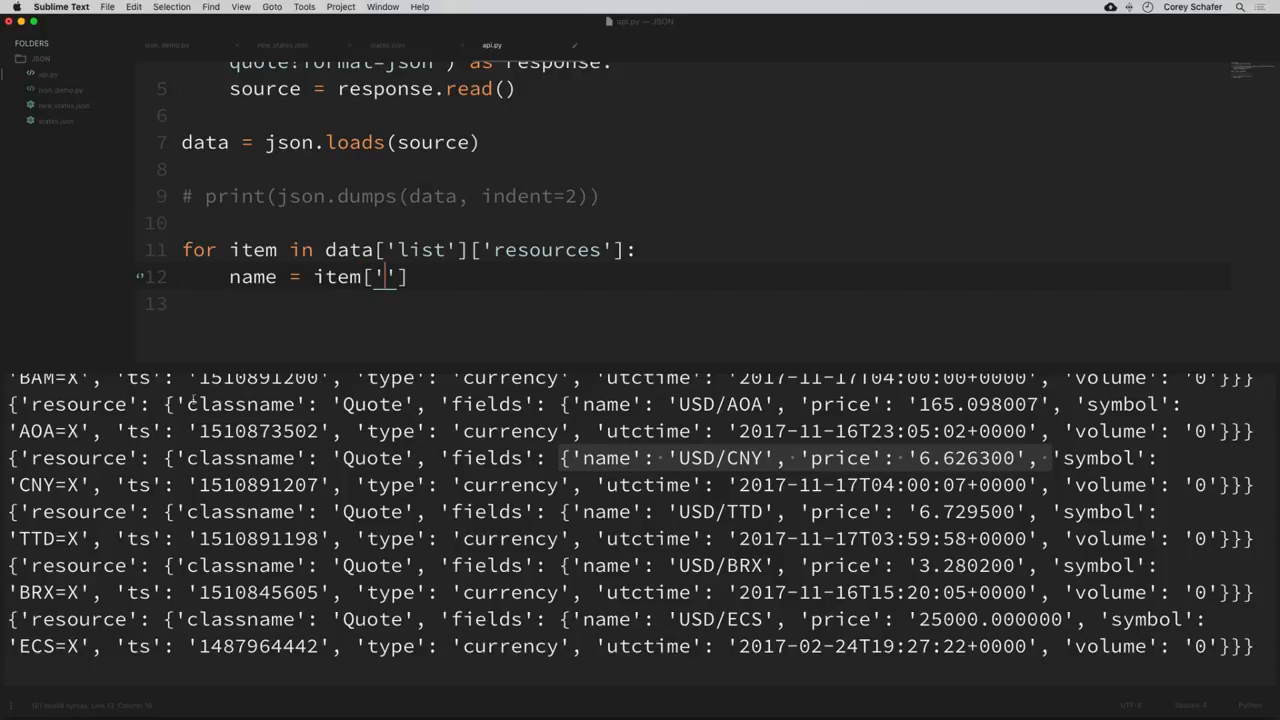 Sublime Text File Edit Selection Find View Goto Tools Project Window Help Corey Schafer
api.py — JSON
FOLDERS
json_demo.py new_states.json states.json api.py
JSON
api.py
json_demo.py
new_states.json
states.json
quote?format=json") as response:
5 source = response.read()
6
7 data = json.loads(source)
8
9 # print(json.dumps(data, indent=2))
10
11 for item in data['list']['resources']:
12 name = item['']
13
'BAM=X', 'ts': '1510891200', 'type': 'currency', 'utctime': '2017-11-17T04:00:00+0000', 'volume': '0'}}}
{'resource': {'classname': 'Quote', 'fields': {'name': 'USD/AOA', 'price': '165.098007', 'symbol':
'AOA=X', 'ts': '1510873502', 'type': 'currency', 'utctime': '2017-11-16T23:05:02+0000', 'volume': '0'}}}
{'resource': {'classname': 'Quote', 'fields': {'name': 'USD/CNY', 'price': '6.626300', 'symbol':
'CNY=X', 'ts': '1510891207', 'type': 'currency', 'utctime': '2017-11-17T04:00:07+0000', 'volume': '0'}}}
{'resource': {'classname': 'Quote', 'fields': {'name': 'USD/TTD', 'price': '6.729500', 'symbol':
'TTD=X', 'ts': '1510891198', 'type': 'currency', 'utctime': '2017-11-17T03:59:58+0000', 'volume': '0'}}}
{'resource': {'classname': 'Quote', 'fields': {'name': 'USD/BRX', 'price': '3.280200', 'symbol':
'BRX=X', 'ts': '1510845605', 'type': 'currency', 'utctime': '2017-11-16T15:20:05+0000', 'volume': '0'}}}
{'resource': {'classname': 'Quote', 'fields': {'name': 'USD/ECS', 'price': '25000.000000', 'symbol':
'ECS=X', 'ts': '1487964442', 'type': 'currency', 'utctime': '2017-02-24T19:27:22+0000', 'volume': '0'}}}
[E] invalid syntax, Line 12, Column 18 UTF-8 Spaces: 4 Python